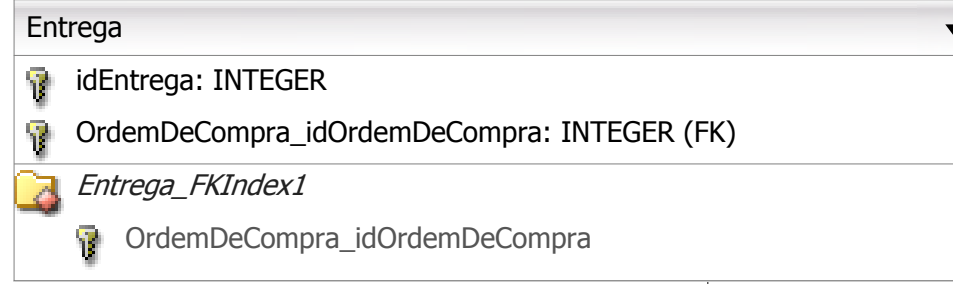 Entrega
idEntrega: INTEGER
OrdemDeCompra_idOrdemDeCompra: INTEGER (FK)
Entrega_FKIndex1
OrdemDeCompra_idOrdemDeCompra